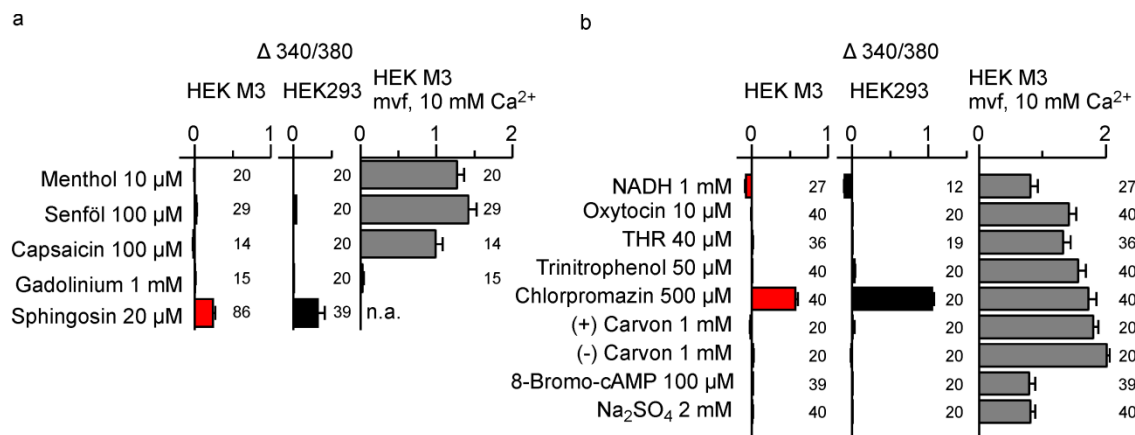 a
Δ 340/380
HEK M3 HEK293 HEK M3
mvf, 10 mM Ca²⁺
0 1 0 0 1 2
Menthol 10 µM 20 20 20
Senföl 100 µM 29 20 29
Capsaicin 100 µM 14 20 14
Gadolinium 1 mM 15 20 15
Sphingosin 20 µM 86 39 n.a.
b
Δ 340/380
HEK M3 HEK293 HEK M3
mvf, 10 mM Ca²⁺
0 1 0 1 0 2
NADH 1 mM 27 12 27
Oxytocin 10 µM 40 20 40
THR 40 µM 36 19 36
Trinitrophenol 50 µM 40 20 40
Chlorpromazin 500 µM 40 20 40
(+) Carvon 1 mM 20 20 20
(-) Carvon 1 mM 20 20 20
8-Bromo-cAMP 100 µM 39 20 39
Na₂SO₄ 2 mM 40 20 40